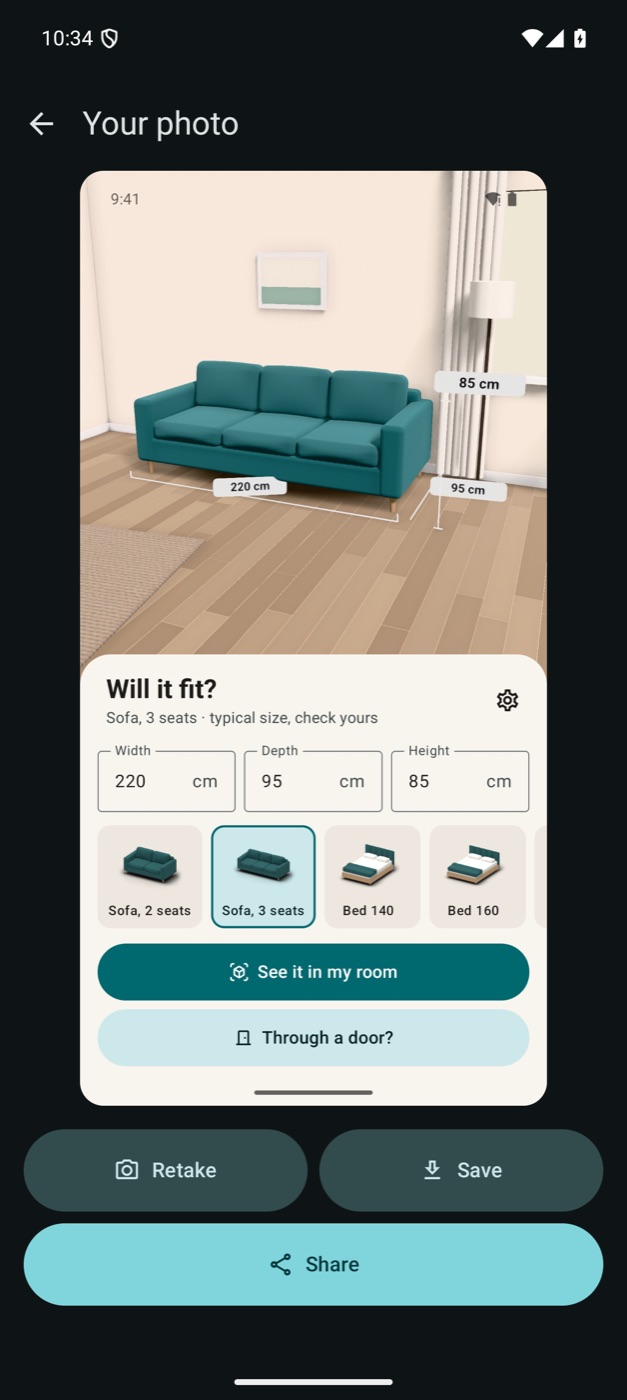 10:34
Your photo
9:41
85 cm
220 cm
95 cm
Will it fit?
Sofa, 3 seats · typical size, check yours
Width
Depth
Height
220 cm
95 cm
85 cm
Sofa, 2 seats
Sofa, 3 seats
Bed 140
Bed 160
See it in my room
Through a door?
Retake
Save
Share